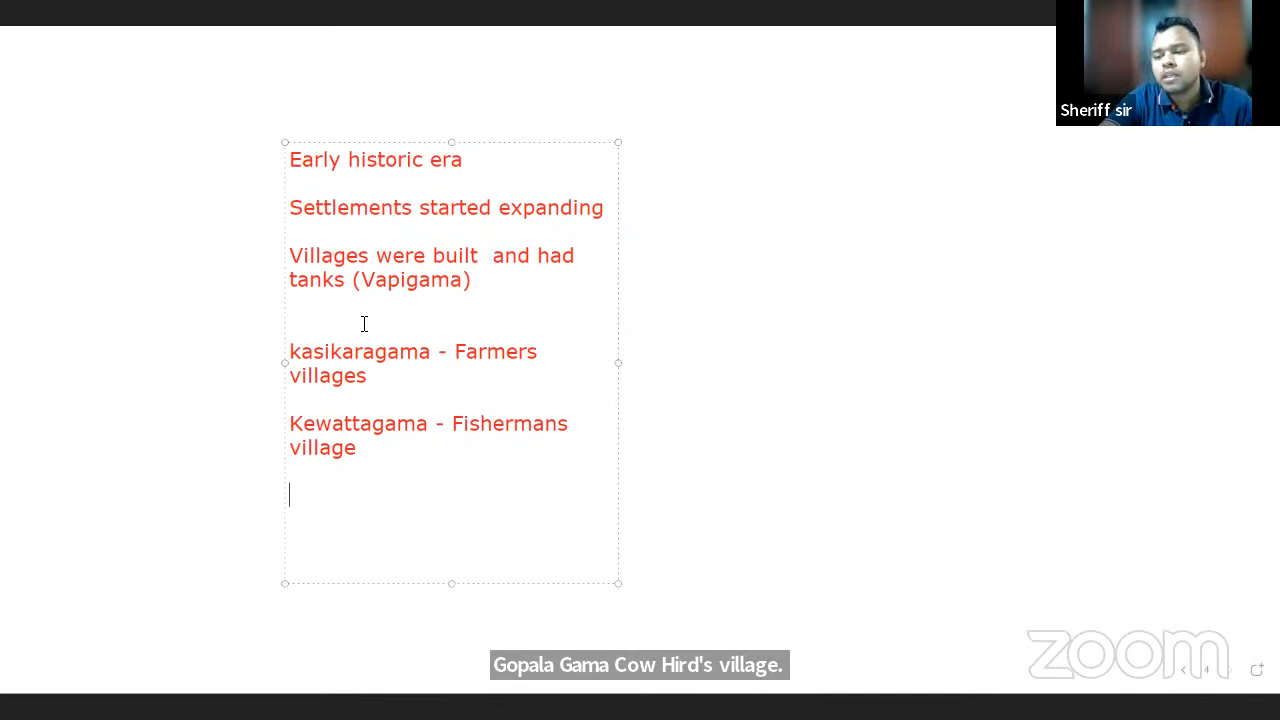 Sheriff sir
Early historic era
Settlements started expanding
Villages were built  and had
tanks (Vapigama)
kasikaragama - Farmers
villages
Kewattagama - Fishermans
village
Gopala Gama Cow Hird's village.
zoom
4